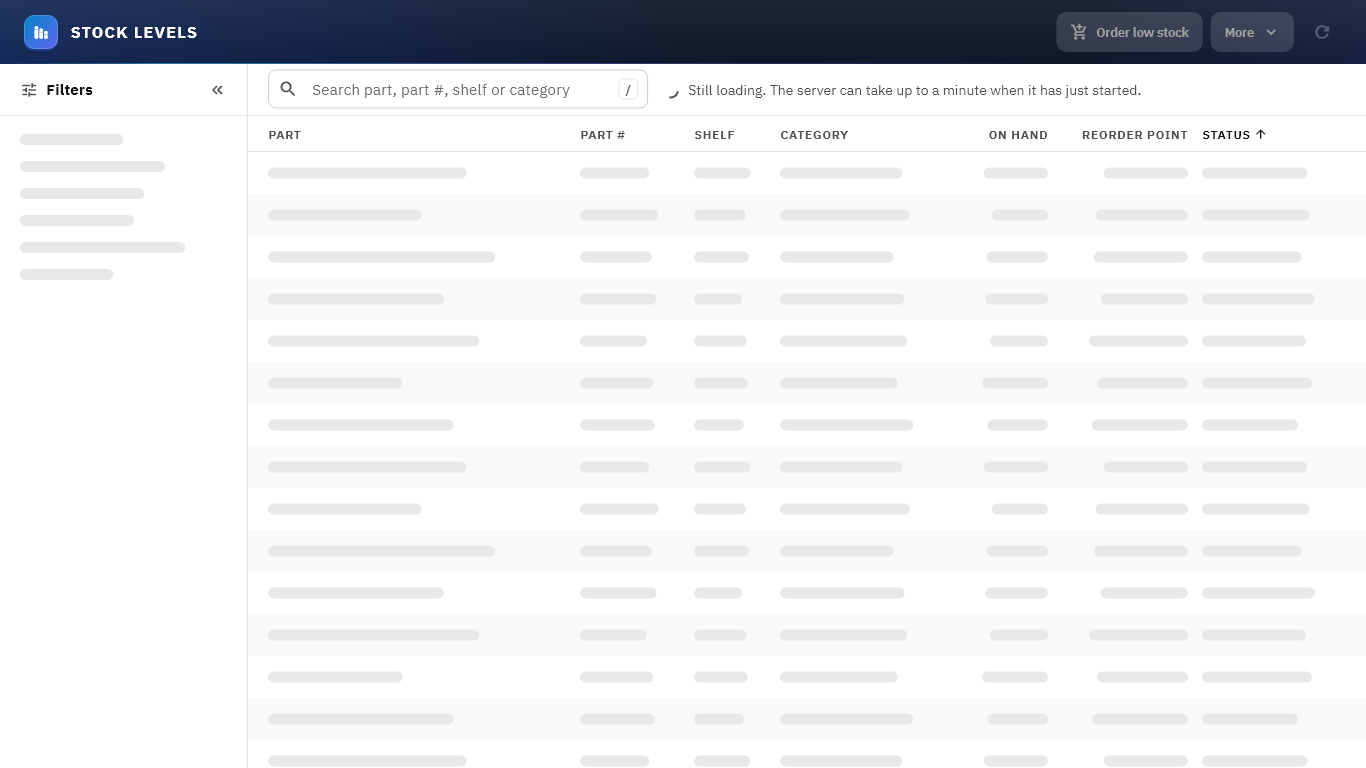 STOCK LEVELS
Order low stock
More
Filters
Search part, part #, shelf or category
/
Still loading. The server can take up to a minute when it has just started.
PART PART # SHELF CATEGORY ON HAND REORDER POINT STATUS ↑